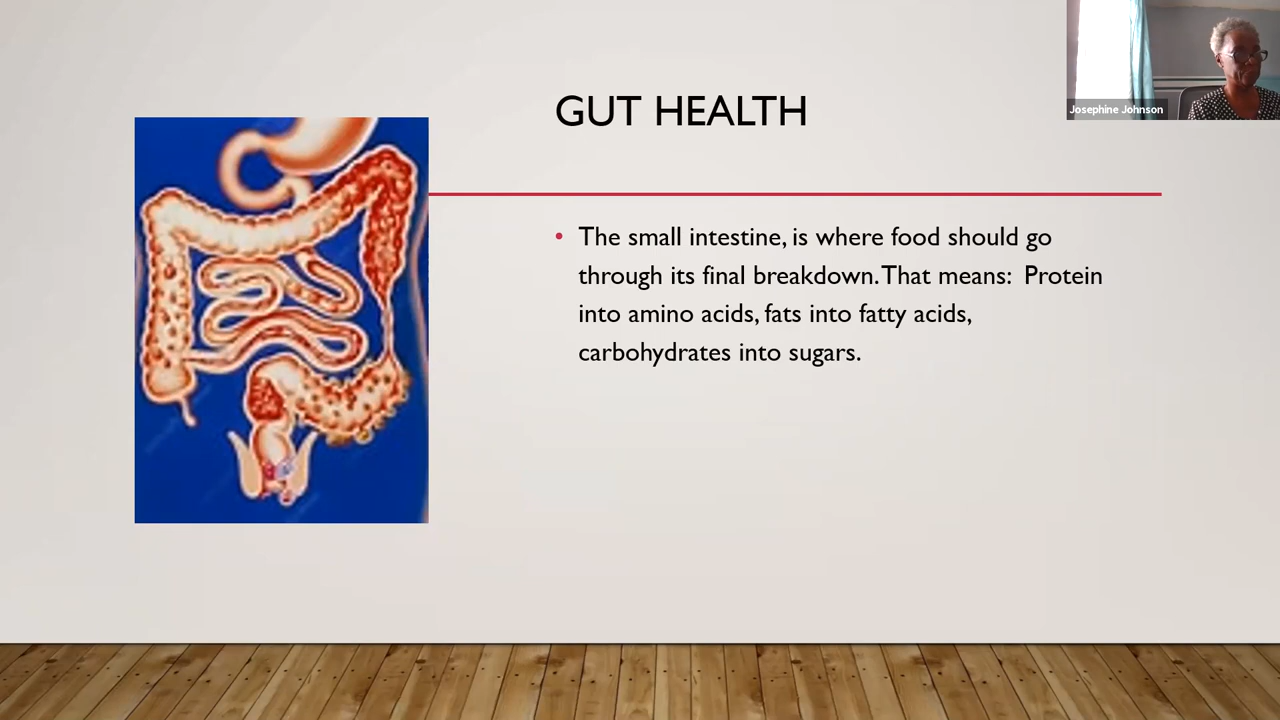 Josephine Johnson
GUT HEALTH
• The small intestine, is where food should go
through its final breakdown. That means:  Protein
into amino acids, fats into fatty acids,
carbohydrates into sugars.